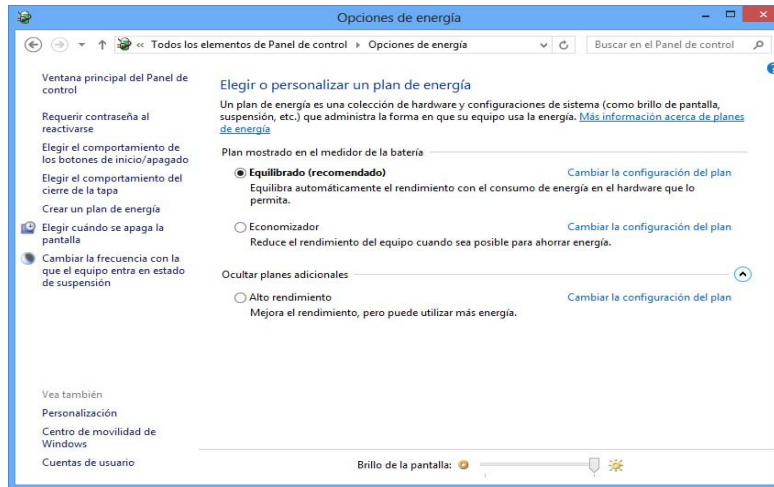 Opciones de energía
« Todos los elementos de Panel de control ▸ Opciones de energía
Buscar en el Panel de control
Ventana principal del Panel de
control
Requerir contraseña al
reactivarse
Elegir el comportamiento de
los botones de inicio/apagado
Elegir el comportamiento del
cierre de la tapa
Crear un plan de energía
Elegir cuándo se apaga la
pantalla
Cambiar la frecuencia con la
que el equipo entra en estado
de suspensión
Vea también
Personalización
Centro de movilidad de
Windows
Cuentas de usuario
Elegir o personalizar un plan de energía
Un plan de energía es una colección de hardware y configuraciones de sistema (como brillo de pantalla,
suspensión, etc.) que administra la forma en que su equipo usa la energía. Más información acerca de planes
de energía
Plan mostrado en el medidor de la batería
Equilibrado (recomendado) Cambiar la configuración del plan
Equilibra automáticamente el rendimiento con el consumo de energía en el hardware que lo
permita.
Economizador Cambiar la configuración del plan
Reduce el rendimiento del equipo cuando sea posible para ahorrar energía.
Ocultar planes adicionales
Alto rendimiento Cambiar la configuración del plan
Mejora el rendimiento, pero puede utilizar más energía.
Brillo de la pantalla: